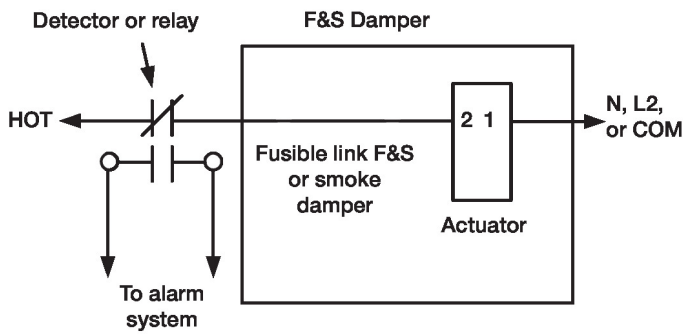 Detector or relay
F&S Damper
HOT
2 1
N, L2,
or COM
Fusible link F&S
or smoke
damper
Actuator
To alarm
system